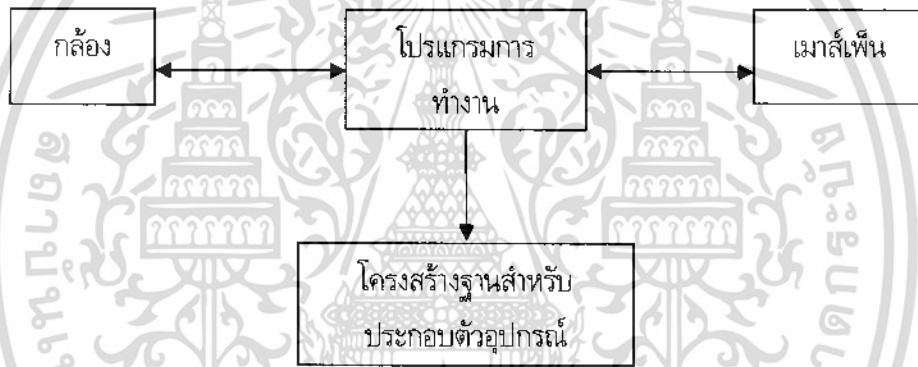 กล้อง
โปรแกรมการ
ทำงาน
เมาส์เพ็น
โครงสร้างฐานสำหรับ
ประกอบตัวอุปกรณ์